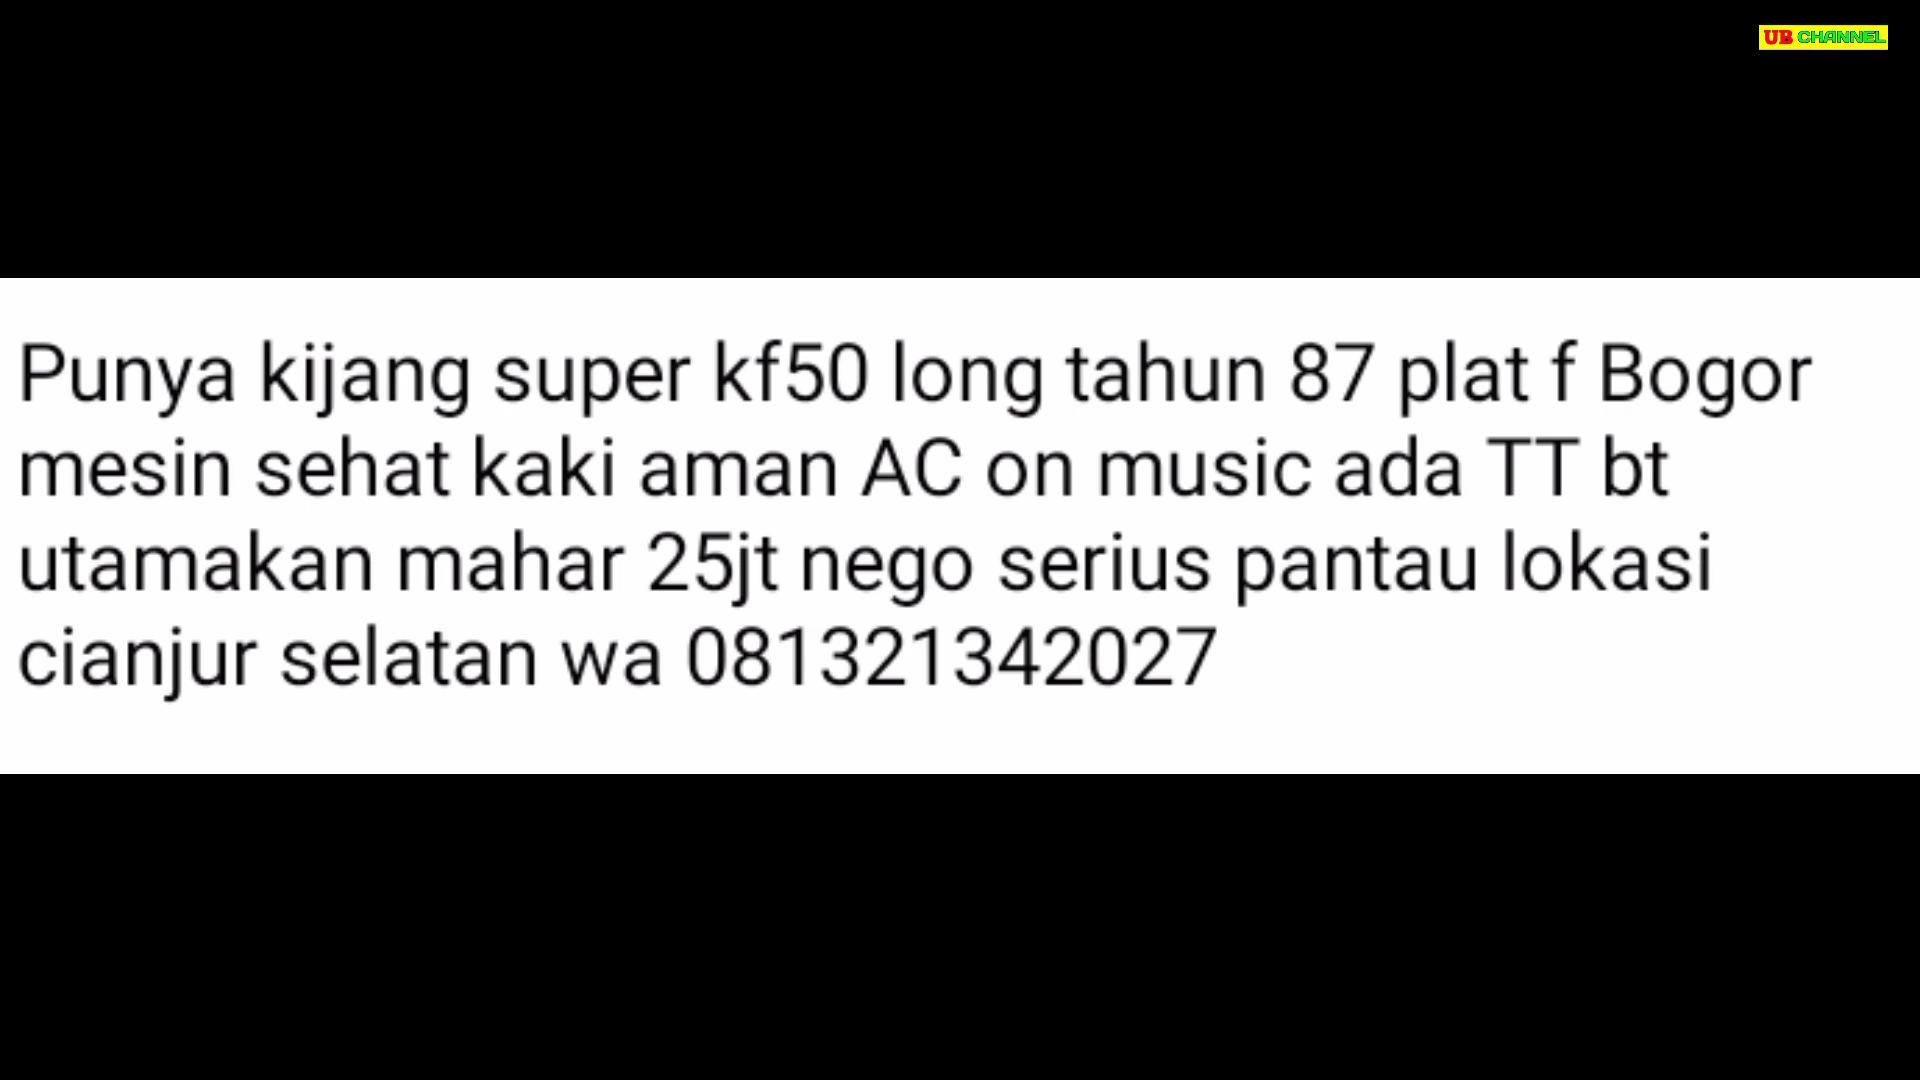 UB CHANNEL
Punya kijang super kf50 long tahun 87 plat f Bogor
mesin sehat kaki aman AC on music ada TT bt
utamakan mahar 25jt nego serius pantau lokasi
cianjur selatan wa 081321342027